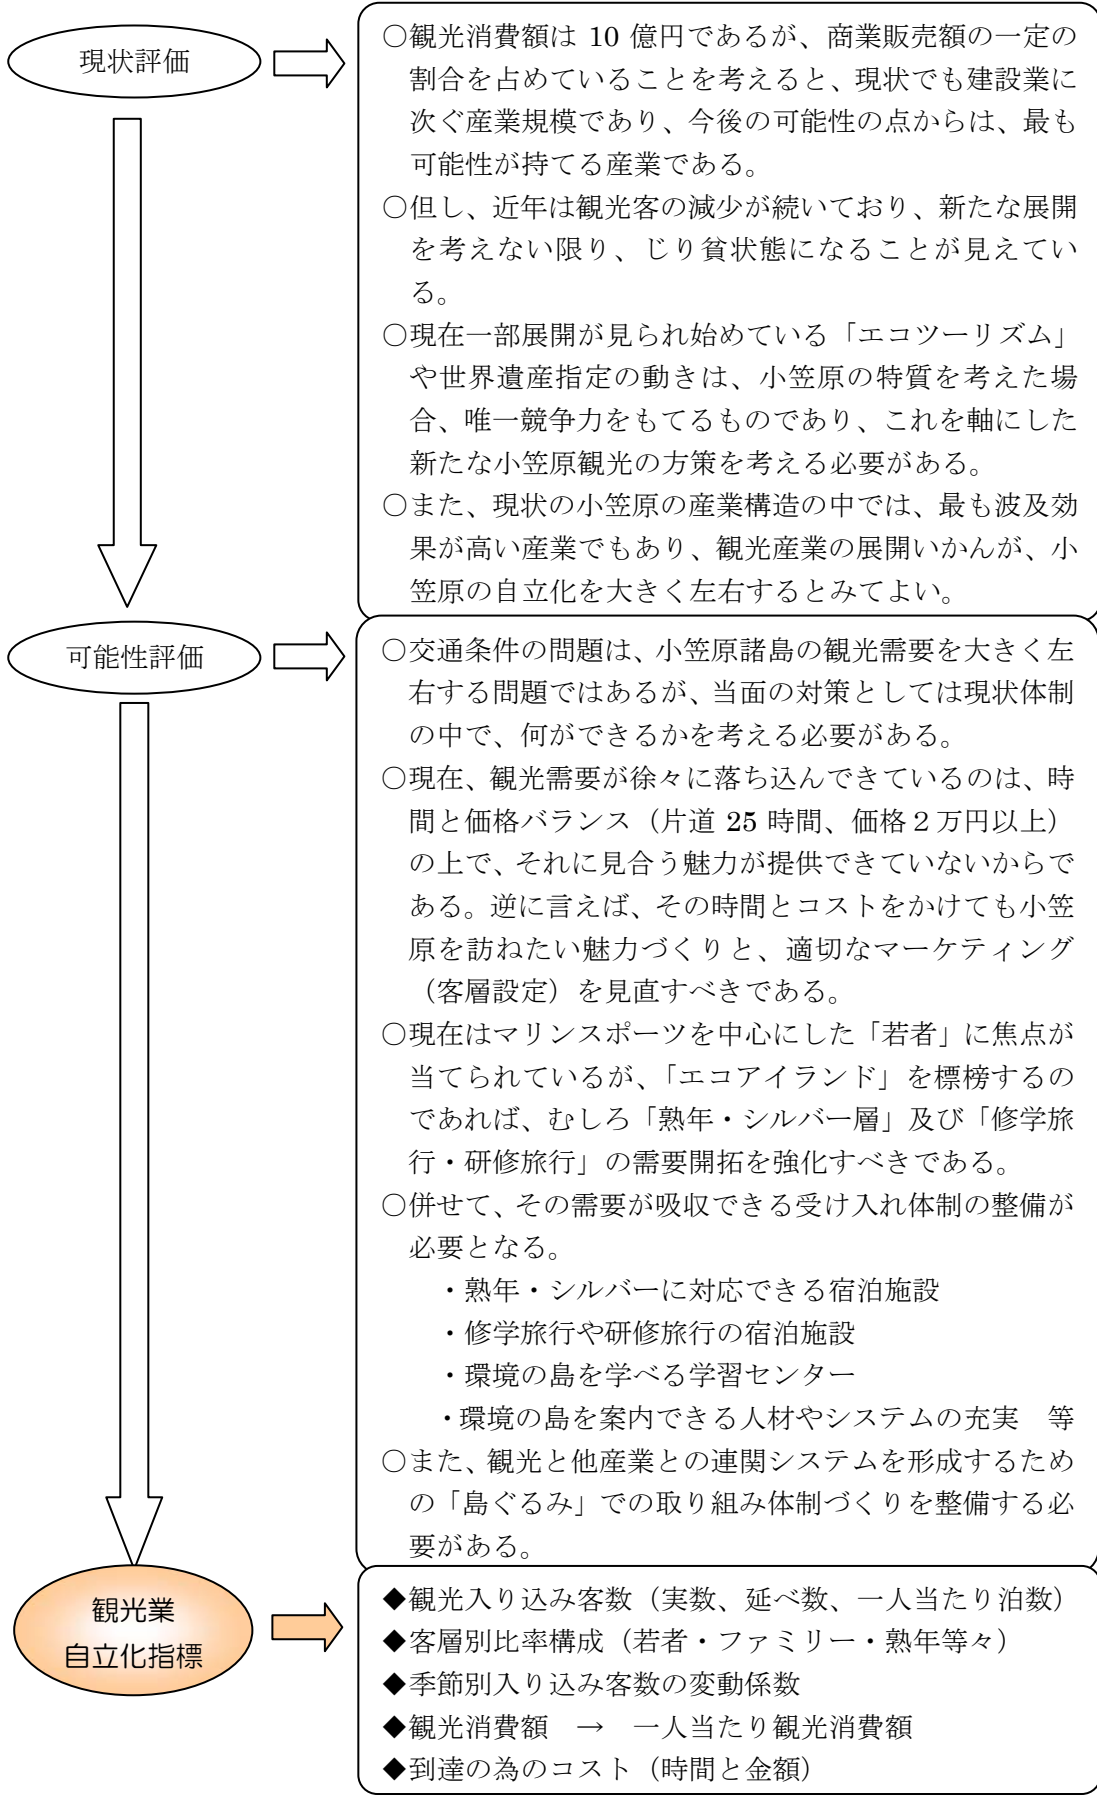 現状評価
○観光消費額は 10 億円であるが、商業販売額の一定の
割合を占めていることを考えると、現状でも建設業に
次ぐ産業規模であり、今後の可能性の点からは、最も
可能性が持てる産業である。
○但し、近年は観光客の減少が続いており、新たな展開
を考えない限り、じり貧状態になることが見えてい
る。
○現在一部展開が見られ始めている「エコツーリズム」
や世界遺産指定の動きは、小笠原の特質を考えた場
合、唯一競争力をもてるものであり、これを軸にした
新たな小笠原観光の方策を考える必要がある。
○また、現状の小笠原の産業構造の中では、最も波及効
果が高い産業でもあり、観光産業の展開いかんが、小
笠原の自立化を大きく左右するとみてよい。
可能性評価
○交通条件の問題は、小笠原諸島の観光需要を大きく左
右する問題ではあるが、当面の対策としては現状体制
の中で、何ができるかを考える必要がある。
○現在、観光需要が徐々に落ち込んできているのは、時
間と価格バランス（片道 25 時間、価格２万円以上）
の上で、それに見合う魅力が提供できていないからで
ある。逆に言えば、その時間とコストをかけても小笠
原を訪ねたい魅力づくりと、適切なマーケティング
（客層設定）を見直すべきである。
○現在はマリンスポーツを中心にした「若者」に焦点が
当てられているが、「エコアイランド」を標榜するの
であれば、むしろ「熟年・シルバー層」及び「修学旅
行・研修旅行」の需要開拓を強化すべきである。
○併せて、その需要が吸収できる受け入れ体制の整備が
必要となる。
・熟年・シルバーに対応できる宿泊施設
・修学旅行や研修旅行の宿泊施設
・環境の島を学べる学習センター
・環境の島を案内できる人材やシステムの充実　等
○また、観光と他産業との連関システムを形成するため
の「島ぐるみ」での取り組み体制づくりを整備する必
要がある。
観光業
自立化指標
◆観光入り込み客数（実数、延べ数、一人当たり泊数）
◆客層別比率構成（若者・ファミリー・熟年等々）
◆季節別入り込み客数の変動係数
◆観光消費額　→　一人当たり観光消費額
◆到達の為のコスト（時間と金額）